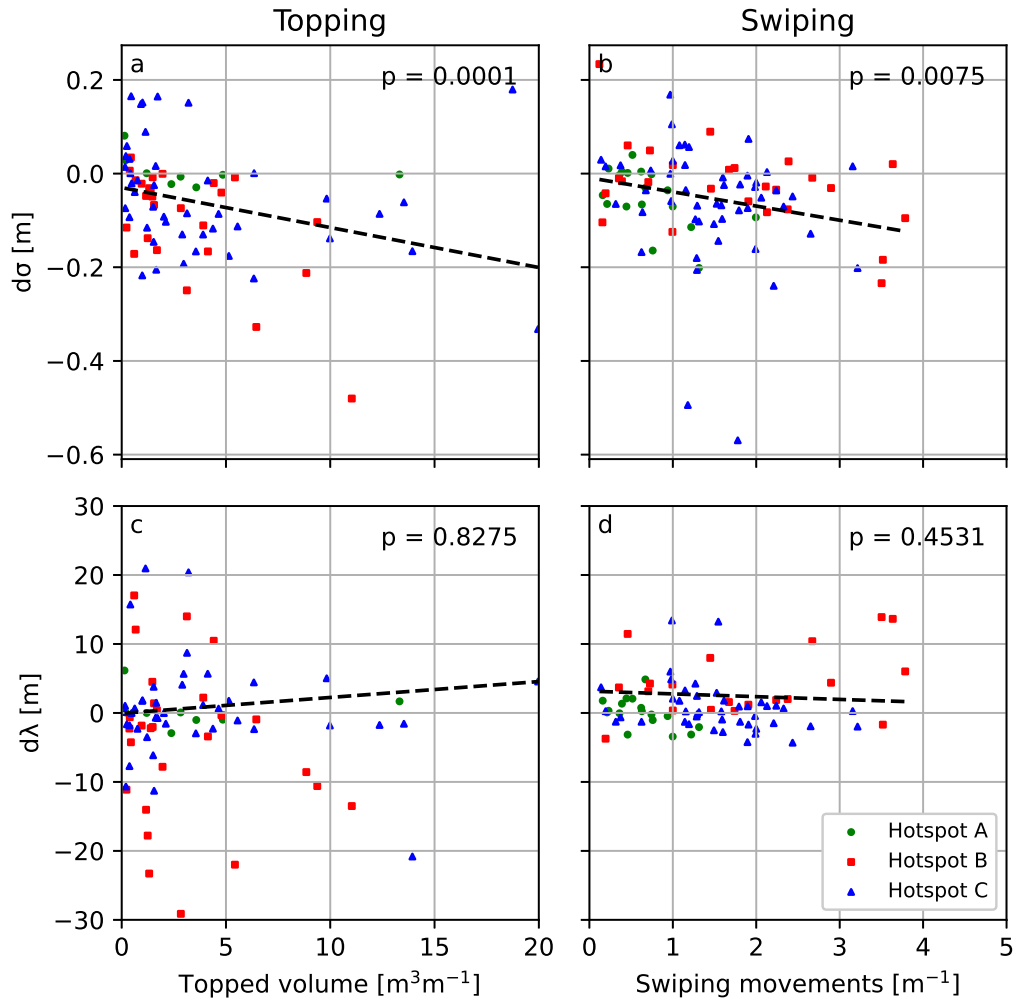 Topping
Swiping
a
p = 0.0001
b
p = 0.0075
0.2
0.0
−0.2
−0.4
−0.6
dσ [m]
c
p = 0.8275
d
p = 0.4531
30
20
10
0
−10
−20
−30
dλ [m]
Hotspot A
Hotspot B
Hotspot C
0 5 10 15 20
0 1 2 3 4 5
Topped volume [m³m⁻¹]
Swiping movements [m⁻¹]